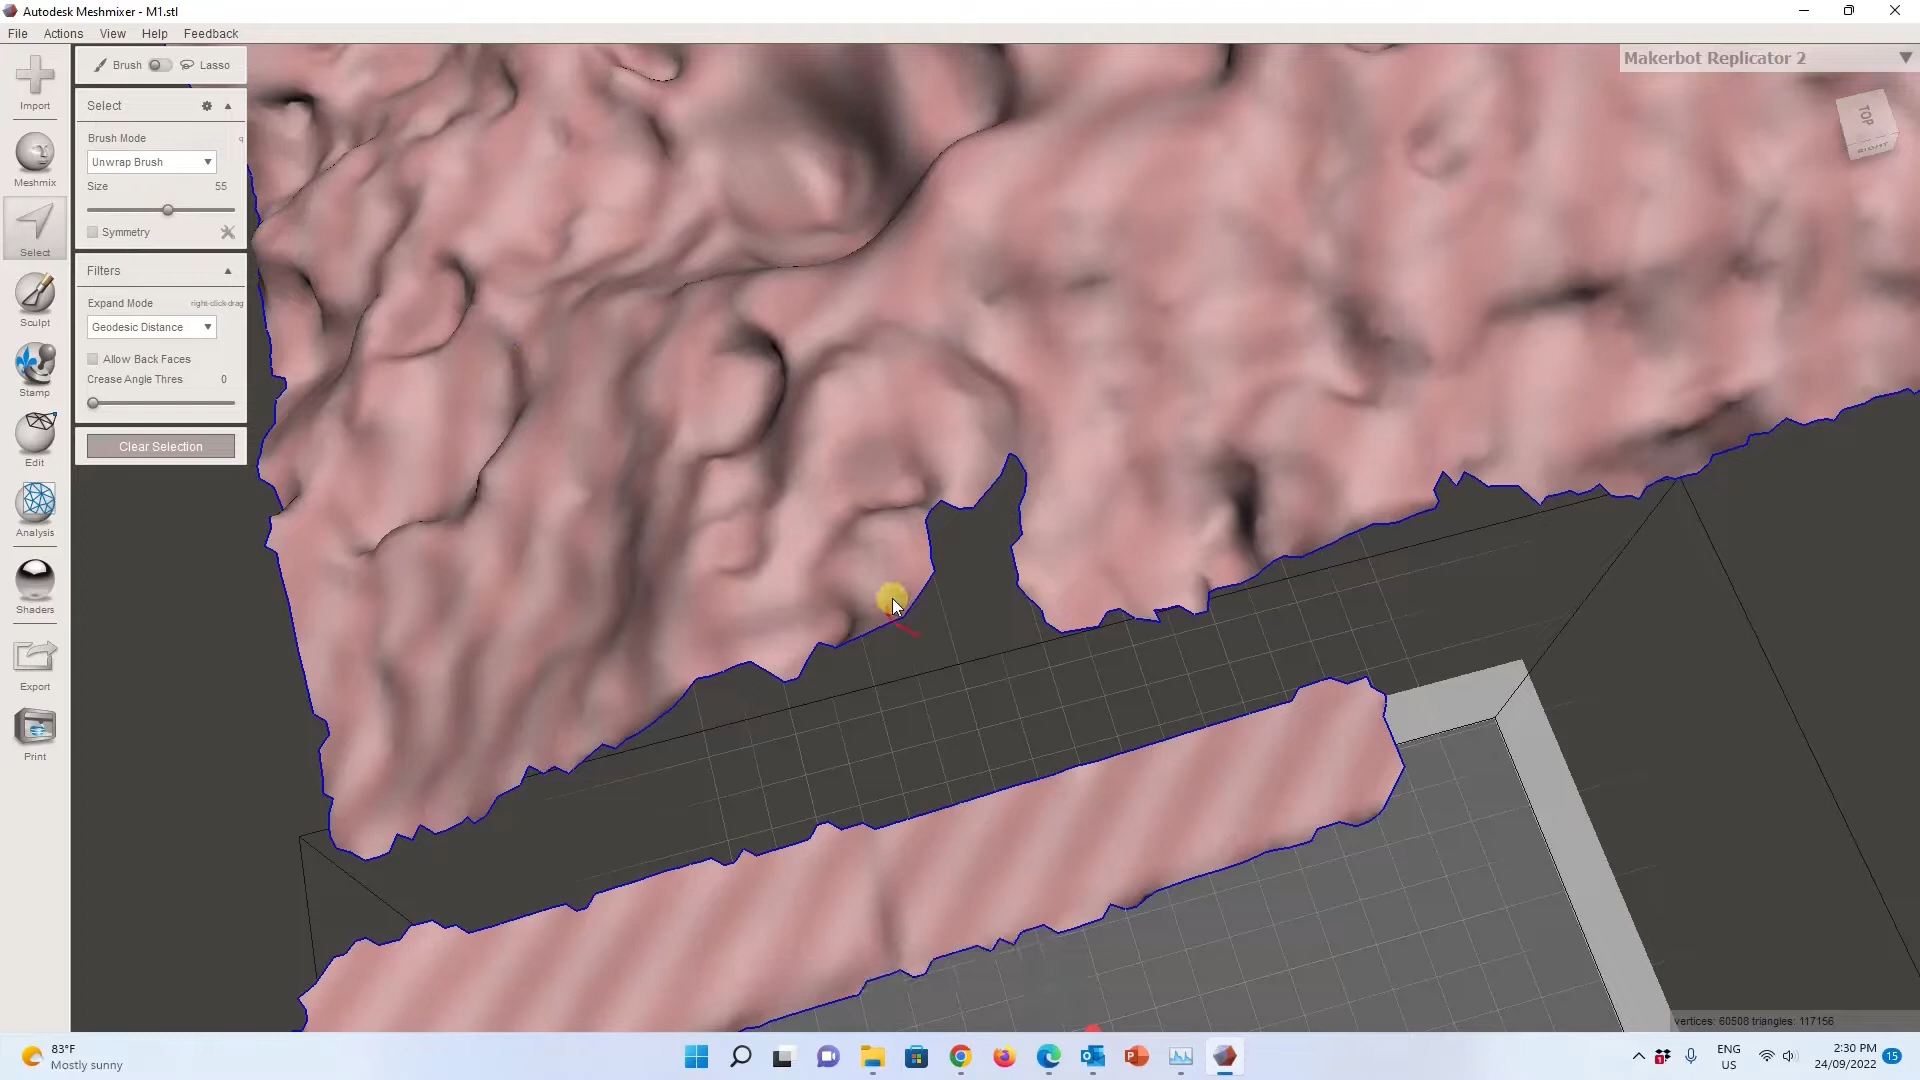 Autodesk Meshmixer - M1.stl
File Actions View Help Feedback
Import
Meshmix
Select
Sculpt
Stamp
Edit
Analysis
Shaders
Export
Print
Brush Lasso
Select
Brush Mode q
Unwrap Brush
Size 55
Symmetry
Filters
Expand Mode right-click-drag
Geodesic Distance
Allow Back Faces
Crease Angle Thres 0
Clear Selection
Makerbot Replicator 2
TOP
RIGHT
vertices: 60508 triangles: 117156
83°F
Mostly sunny
ENG
US
2:30 PM
24/09/2022
15